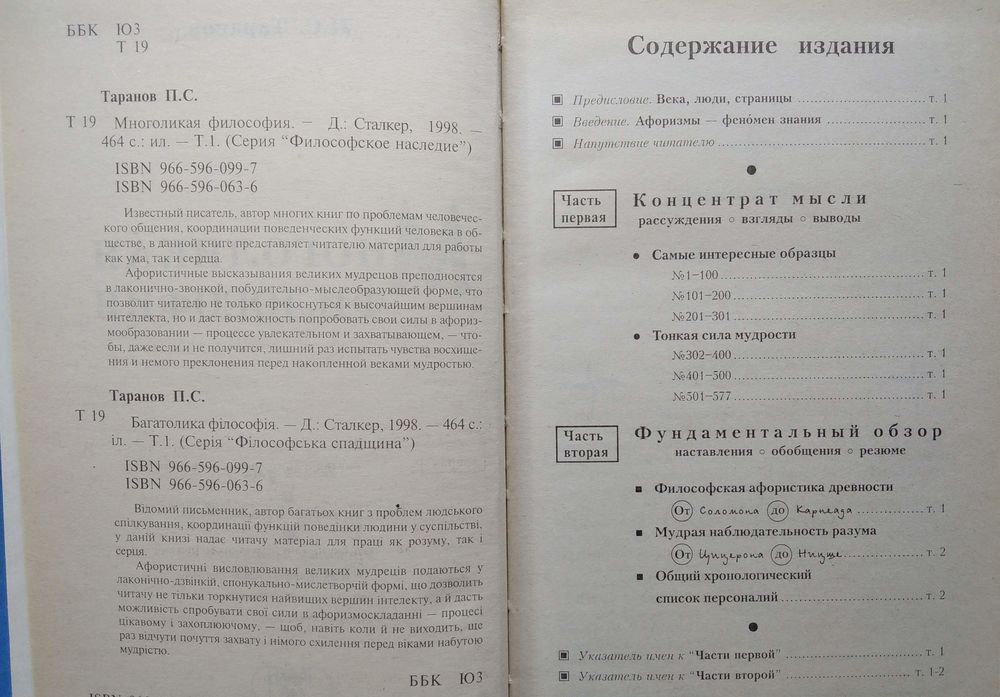 ББК Ю3
Т 19
Таранов П.С.
Т 19 Многоликая философия. — Д.: Сталкер, 1998. —
464 с.: ил. — Т.1. (Серия “Философское наследие”)
ISBN 966-596-099-7
ISBN 966-596-063-6
Известный писатель, автор многих книг по проблемам человечес-
кого общения, координации поведенческих функций человека в об-
ществе, в данной книге представляет читателю материал для работы
как ума, так и сердца.
Афористичные высказывания великих мудрецов преподносятся
в лаконично-звонкой, побудительно-мыслеобразующей форме, что
позволит читателю не только прикоснуться к высочайшим вершинам
интеллекта, но и даст возможность попробовать свои силы в афориз-
мообразовании — процессе увлекательном и захватывающем, — что-
бы, даже если и не получится, лишний раз испытать чувства восхище-
ния и немого преклонения перед накопленной веками мудростью.
Таранов П.С.
Т 19
Багатолика філософія. — Д.: Сталкер, 1998. — 464 с.:
іл. — Т.1. (Серія “Філософська спадщина”)
ISBN 966-596-099-7
ISBN 966-596-063-6
Відомий письменник, автор багатьох книг з проблем людського
спілкування, координації функцій поведінки людини у суспільстві,
у даній книзі надає читачу матеріал для праці як розуму, так і
серця.
Афористичні висловлювання великих мудреців подаються у
лаконічно-дзвінкій, спонукально-мислетворчій формі, що дозволить
читачу не тільки торкнутися найвищих вершин інтелекту, а й дасть
можливість спробувати свої сили в афоризмоскладанні — процесі
цікавому і захоплюючому, — щоб, навіть коли й не виходить, ще
раз відчути почуття захвату і німого схилення перед віками набутою
мудрістю.
ББК Ю3
Содержание издания
Предисловие. Века, люди, страницы ........ т. 1
Введение. Афоризмы — феномен знания ........ т. 1
Напутствие читателю ........ т. 1
Часть
первая
Концентрат мысли
рассуждения ○ взгляды ○ выводы
● Самые интересные образцы
№1–100 ........ т. 1
№101–200 ........ т. 1
№201–301 ........ т. 1
● Тонкая сила мудрости
№302–400 ........ т. 1
№401–500 ........ т. 1
№501–577 ........ т. 1
Часть
вторая
Фундаментальный обзор
наставления ○ обобщения ○ резюме
■ Философская афористика древности
От Соломона до Карнеада ........ т. 1
■ Мудрая наблюдательность разума
От Цицерона до Ницше ........ т. 2
■ Общий хронологический
список персоналий ........ т. 2
Указатель имен к “Части первой” ........ т. 1
Указатель имен к “Части второй” ........ т. 1-2